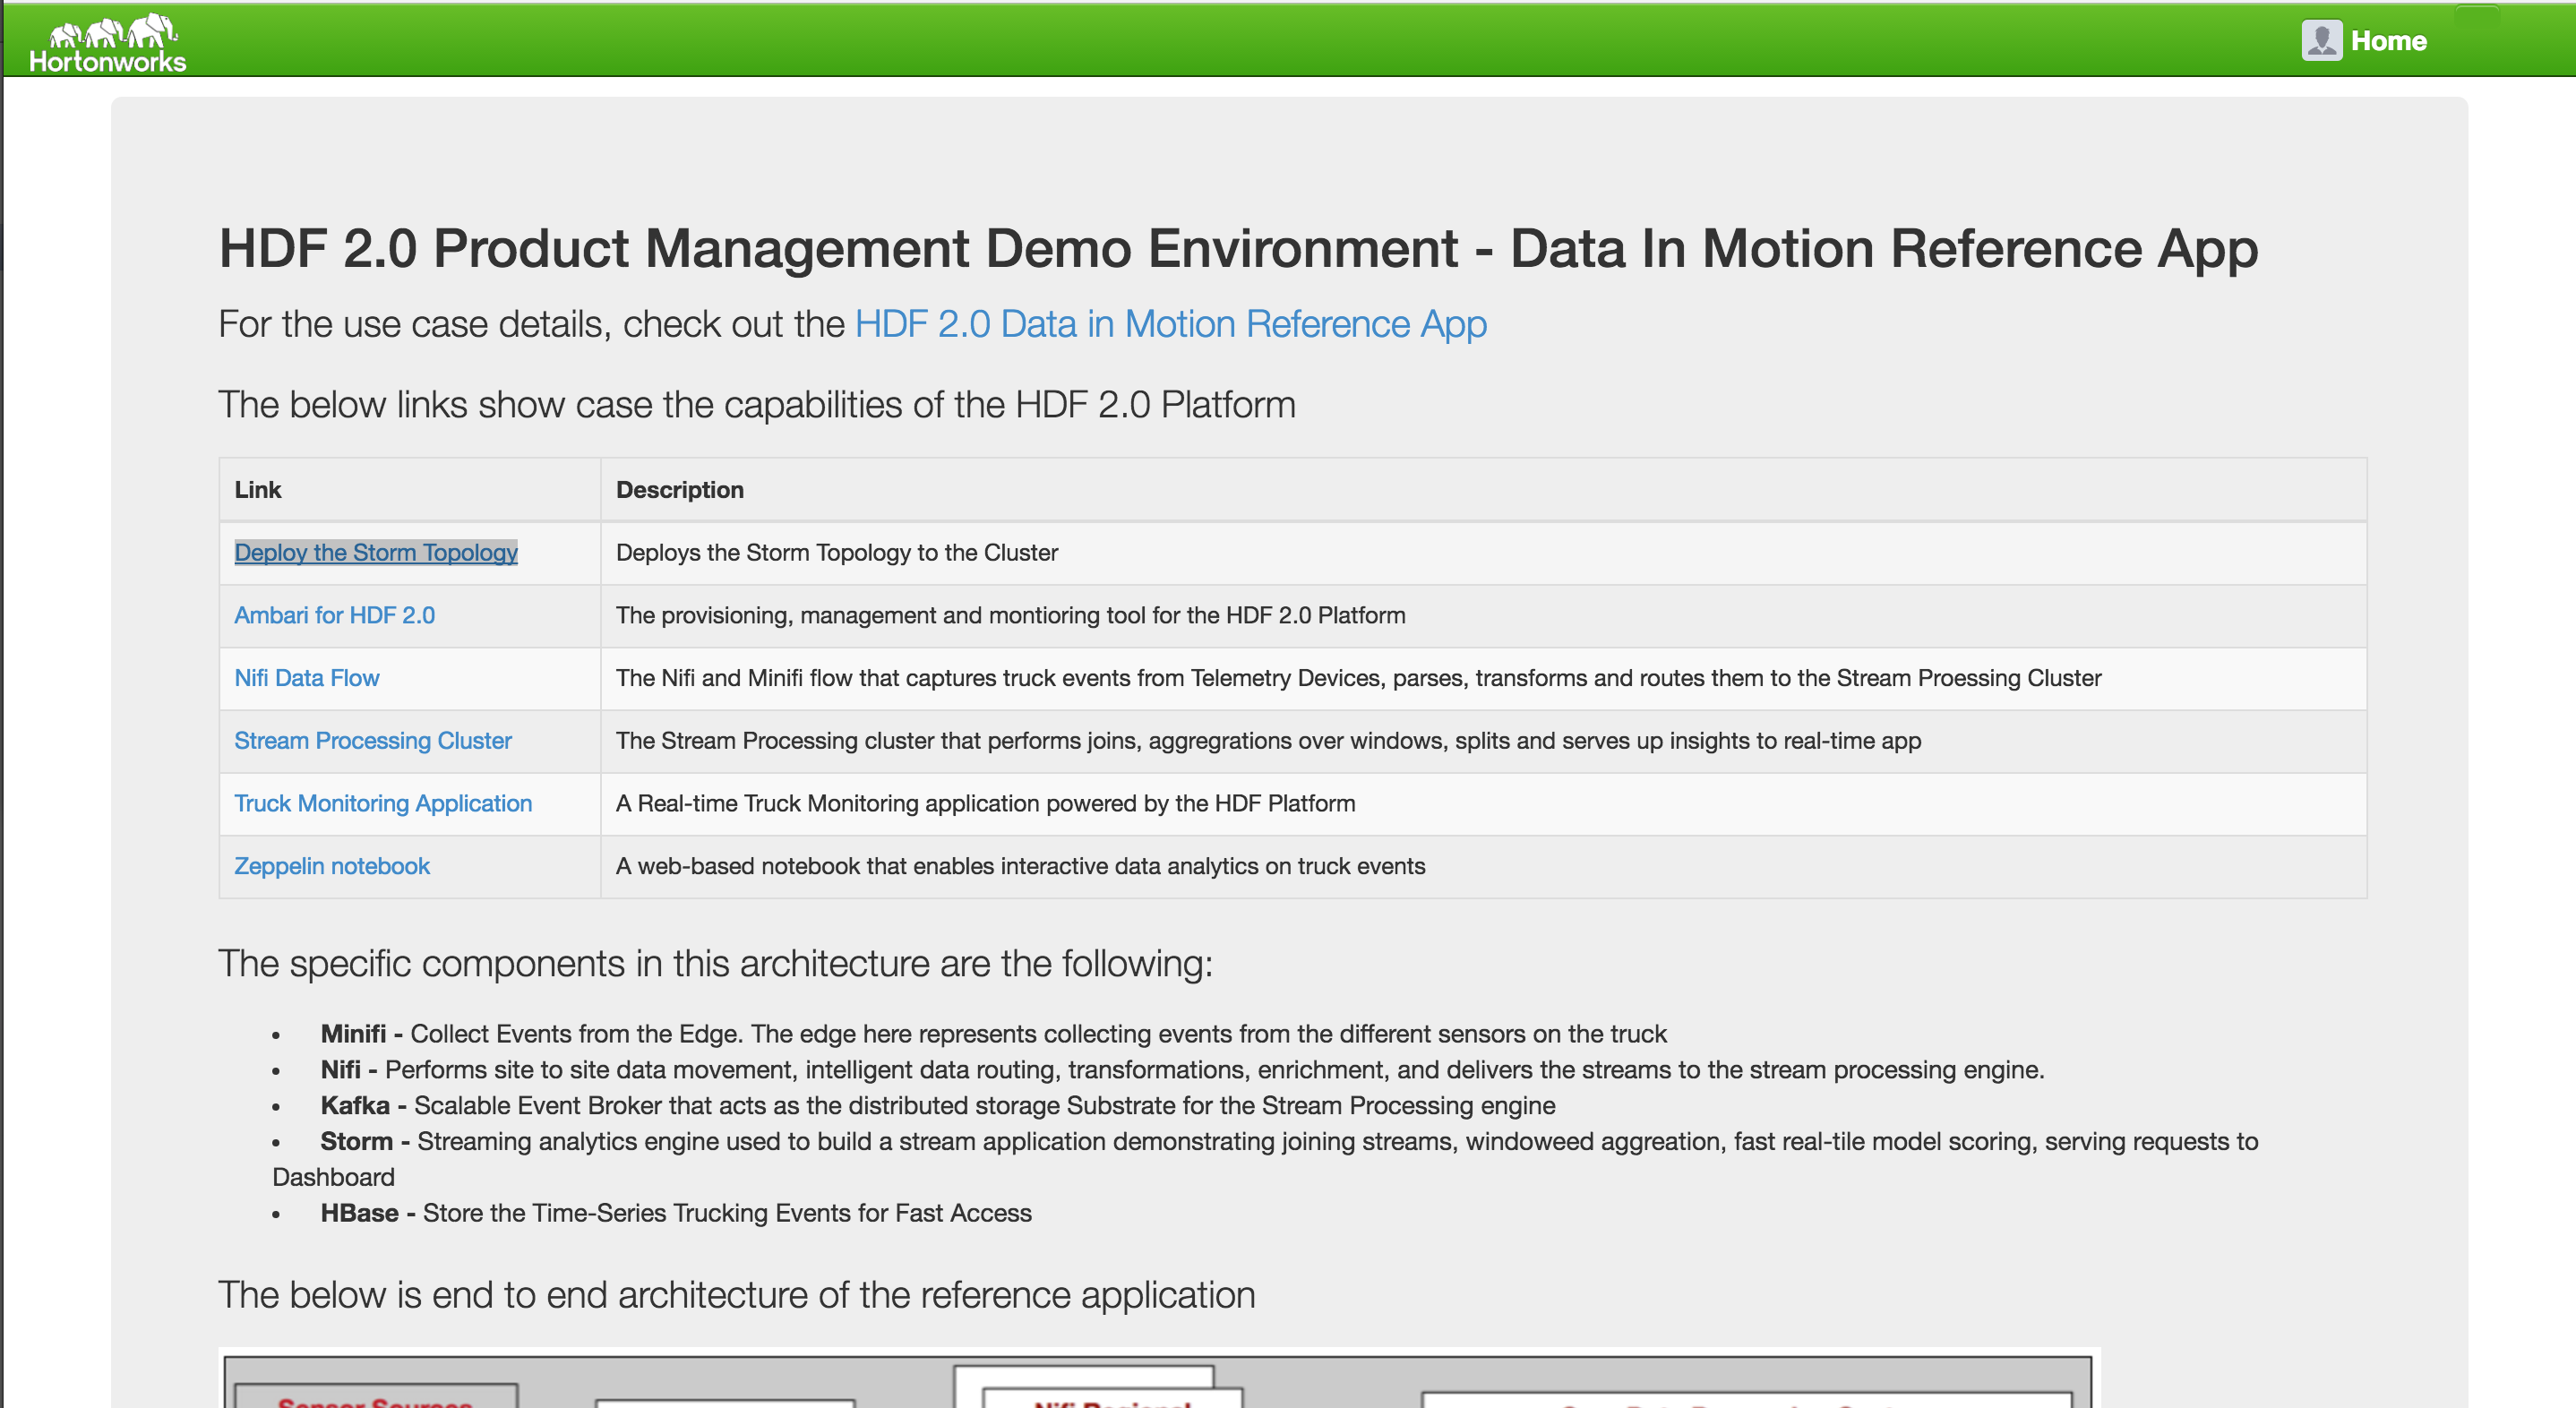 Hortonworks
Home
HDF 2.0 Product Management Demo Environment - Data In Motion Reference App
For the use case details, check out the HDF 2.0 Data in Motion Reference App
The below links show case the capabilities of the HDF 2.0 Platform
Link Description
Deploy the Storm Topology Deploys the Storm Topology to the Cluster
Ambari for HDF 2.0 The provisioning, management and montioring tool for the HDF 2.0 Platform
Nifi Data Flow The Nifi and Minifi flow that captures truck events from Telemetry Devices, parses, transforms and routes them to the Stream Proessing Cluster
Stream Processing Cluster The Stream Processing cluster that performs joins, aggregrations over windows, splits and serves up insights to real-time app
Truck Monitoring Application A Real-time Truck Monitoring application powered by the HDF Platform
Zeppelin notebook A web-based notebook that enables interactive data analytics on truck events
The specific components in this architecture are the following:
• Minifi - Collect Events from the Edge. The edge here represents collecting events from the different sensors on the truck
• Nifi - Performs site to site data movement, intelligent data routing, transformations, enrichment, and delivers the streams to the stream processing engine.
• Kafka - Scalable Event Broker that acts as the distributed storage Substrate for the Stream Processing engine
• Storm - Streaming analytics engine used to build a stream application demonstrating joining streams, windoweed aggreation, fast real-tile model scoring, serving requests to
Dashboard
• HBase - Store the Time-Series Trucking Events for Fast Access
The below is end to end architecture of the reference application
Sensor Sources
Nifi Regional